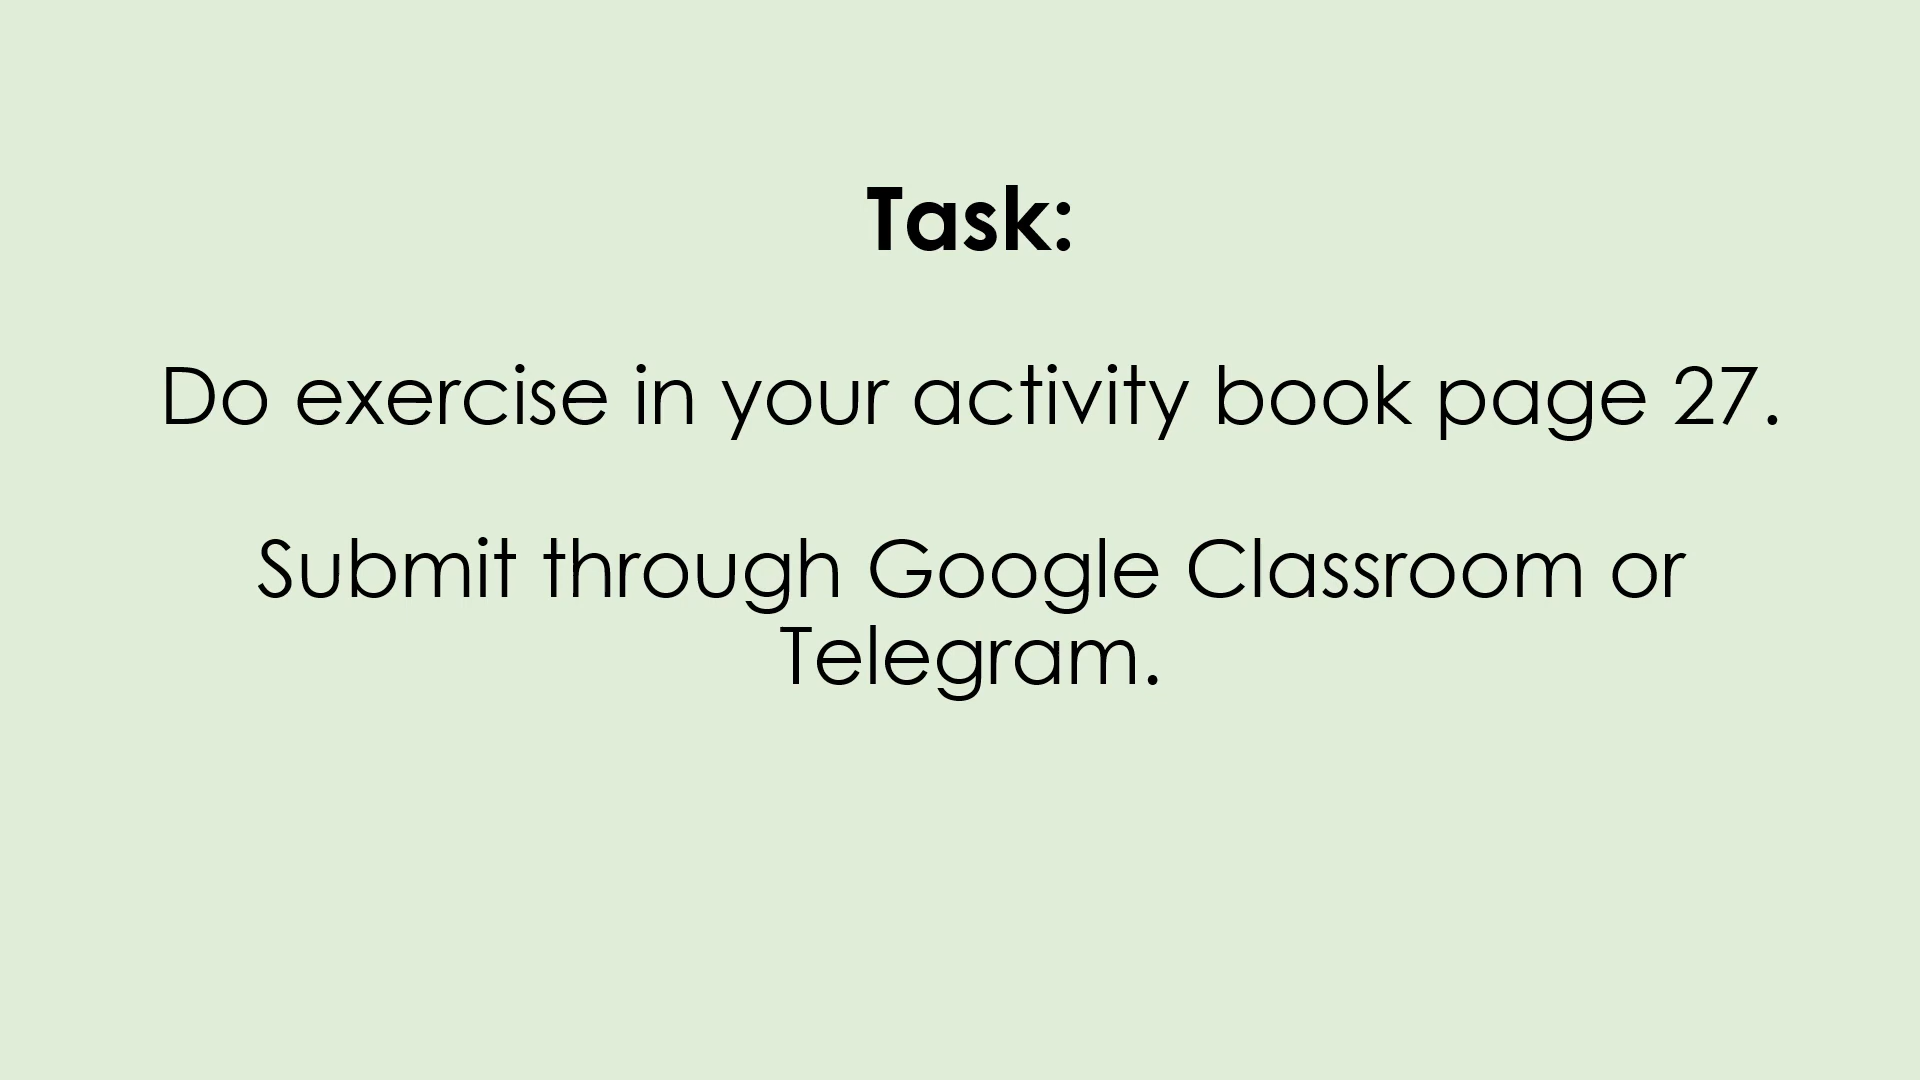 Task:
Do exercise in your activity book page 27.
Submit through Google Classroom or
Telegram.